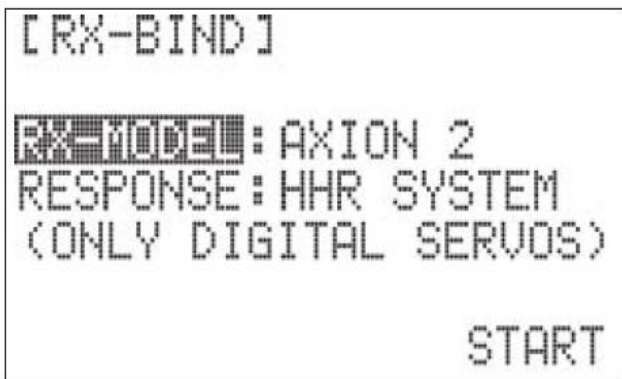 [RX-BIND]
RX-MODEL:AXION 2
RESPONSE:HHR SYSTEM
(ONLY DIGITAL SERVOS)
START